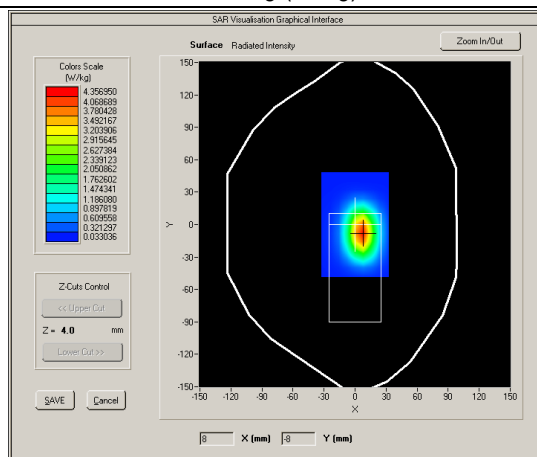 SAR Visualisation Graphical Interface
Surface Radiated Intensity
Zoom In/Out
Colors Scale
(W/kg)
4.356950
4.068689
3.780428
3.492167
3.203906
2.915645
2.627384
2.339123
2.050862
1.762602
1.474341
1.186080
0.897819
0.609558
0.321297
0.033036
Z-Cuts Control
<< Upper Cut
Z = 4.0 mm
Lower Cut >>
SAVE Cancel
150
120
90
60
30
0
-30
-60
-90
-120
-150
Y
-150 -120 -90 -60 -30 0 30 60 90 120 150
X
8 X (mm) -8 Y (mm)